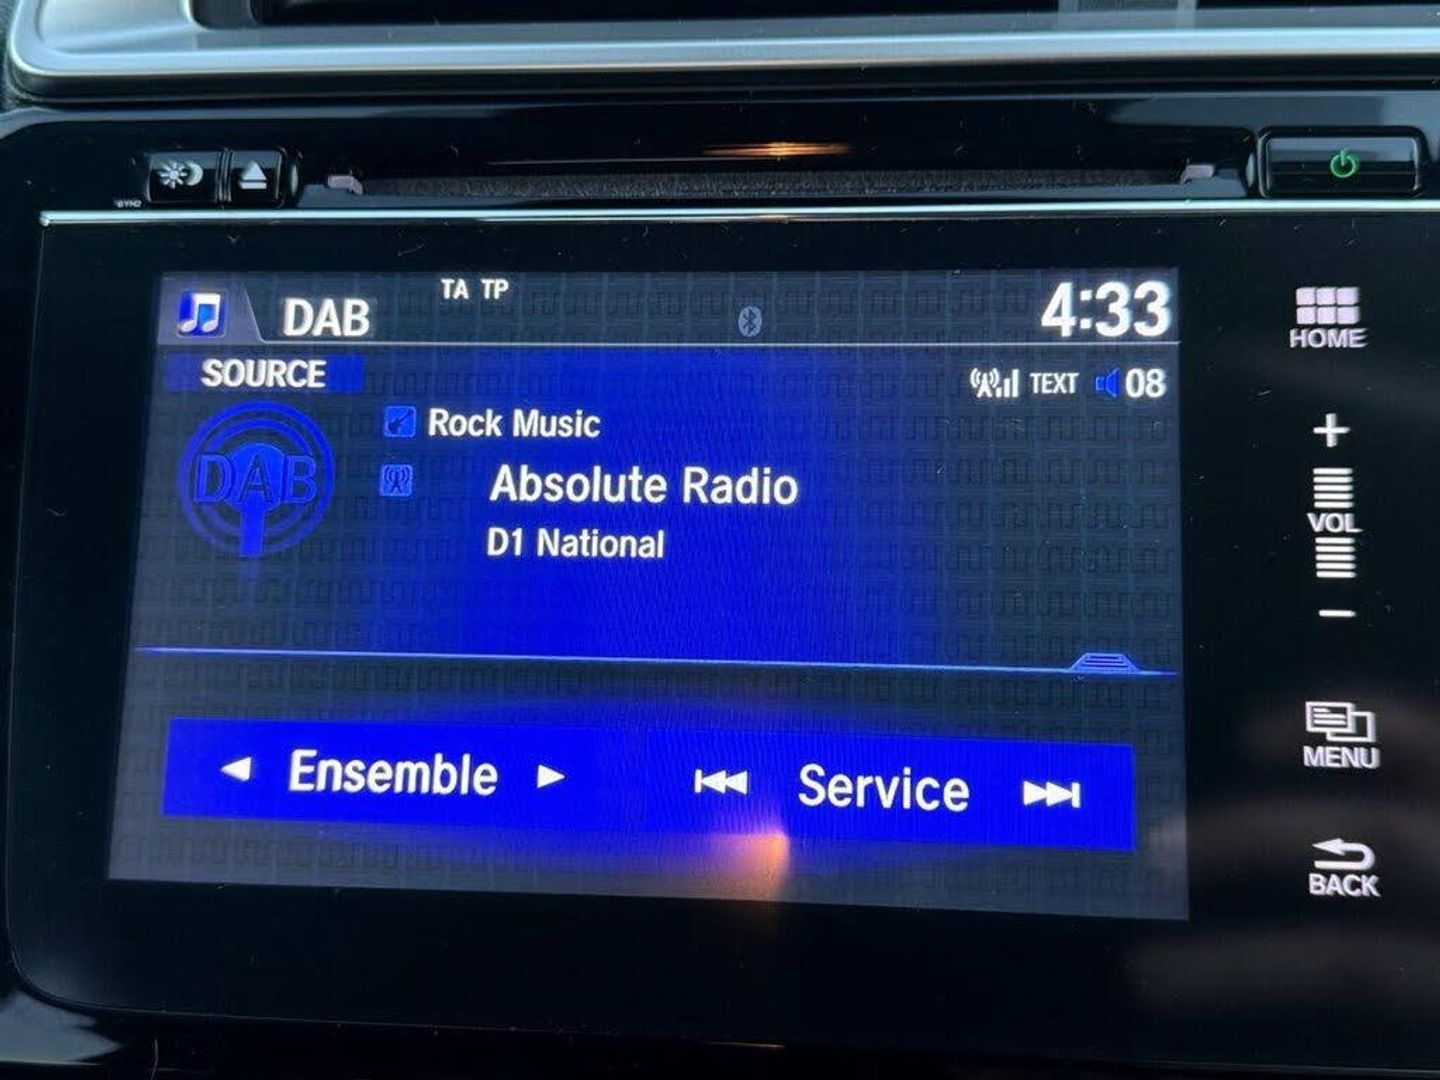 TA TP
DAB
4:33
SOURCE
TEXT 08
Rock Music
DAB
Absolute Radio
D1 National
Ensemble
Service
HOME
+
VOL
−
MENU
BACK